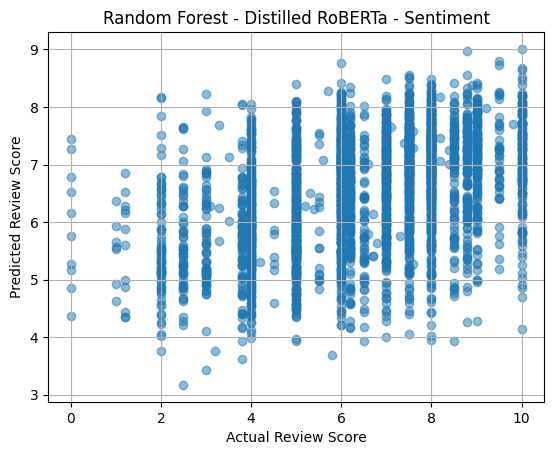 Random Forest - Distilled RoBERTa - Sentiment
9
8
7
6
5
4
3
Predicted Review Score
0 2 4 6 8 10
Actual Review Score